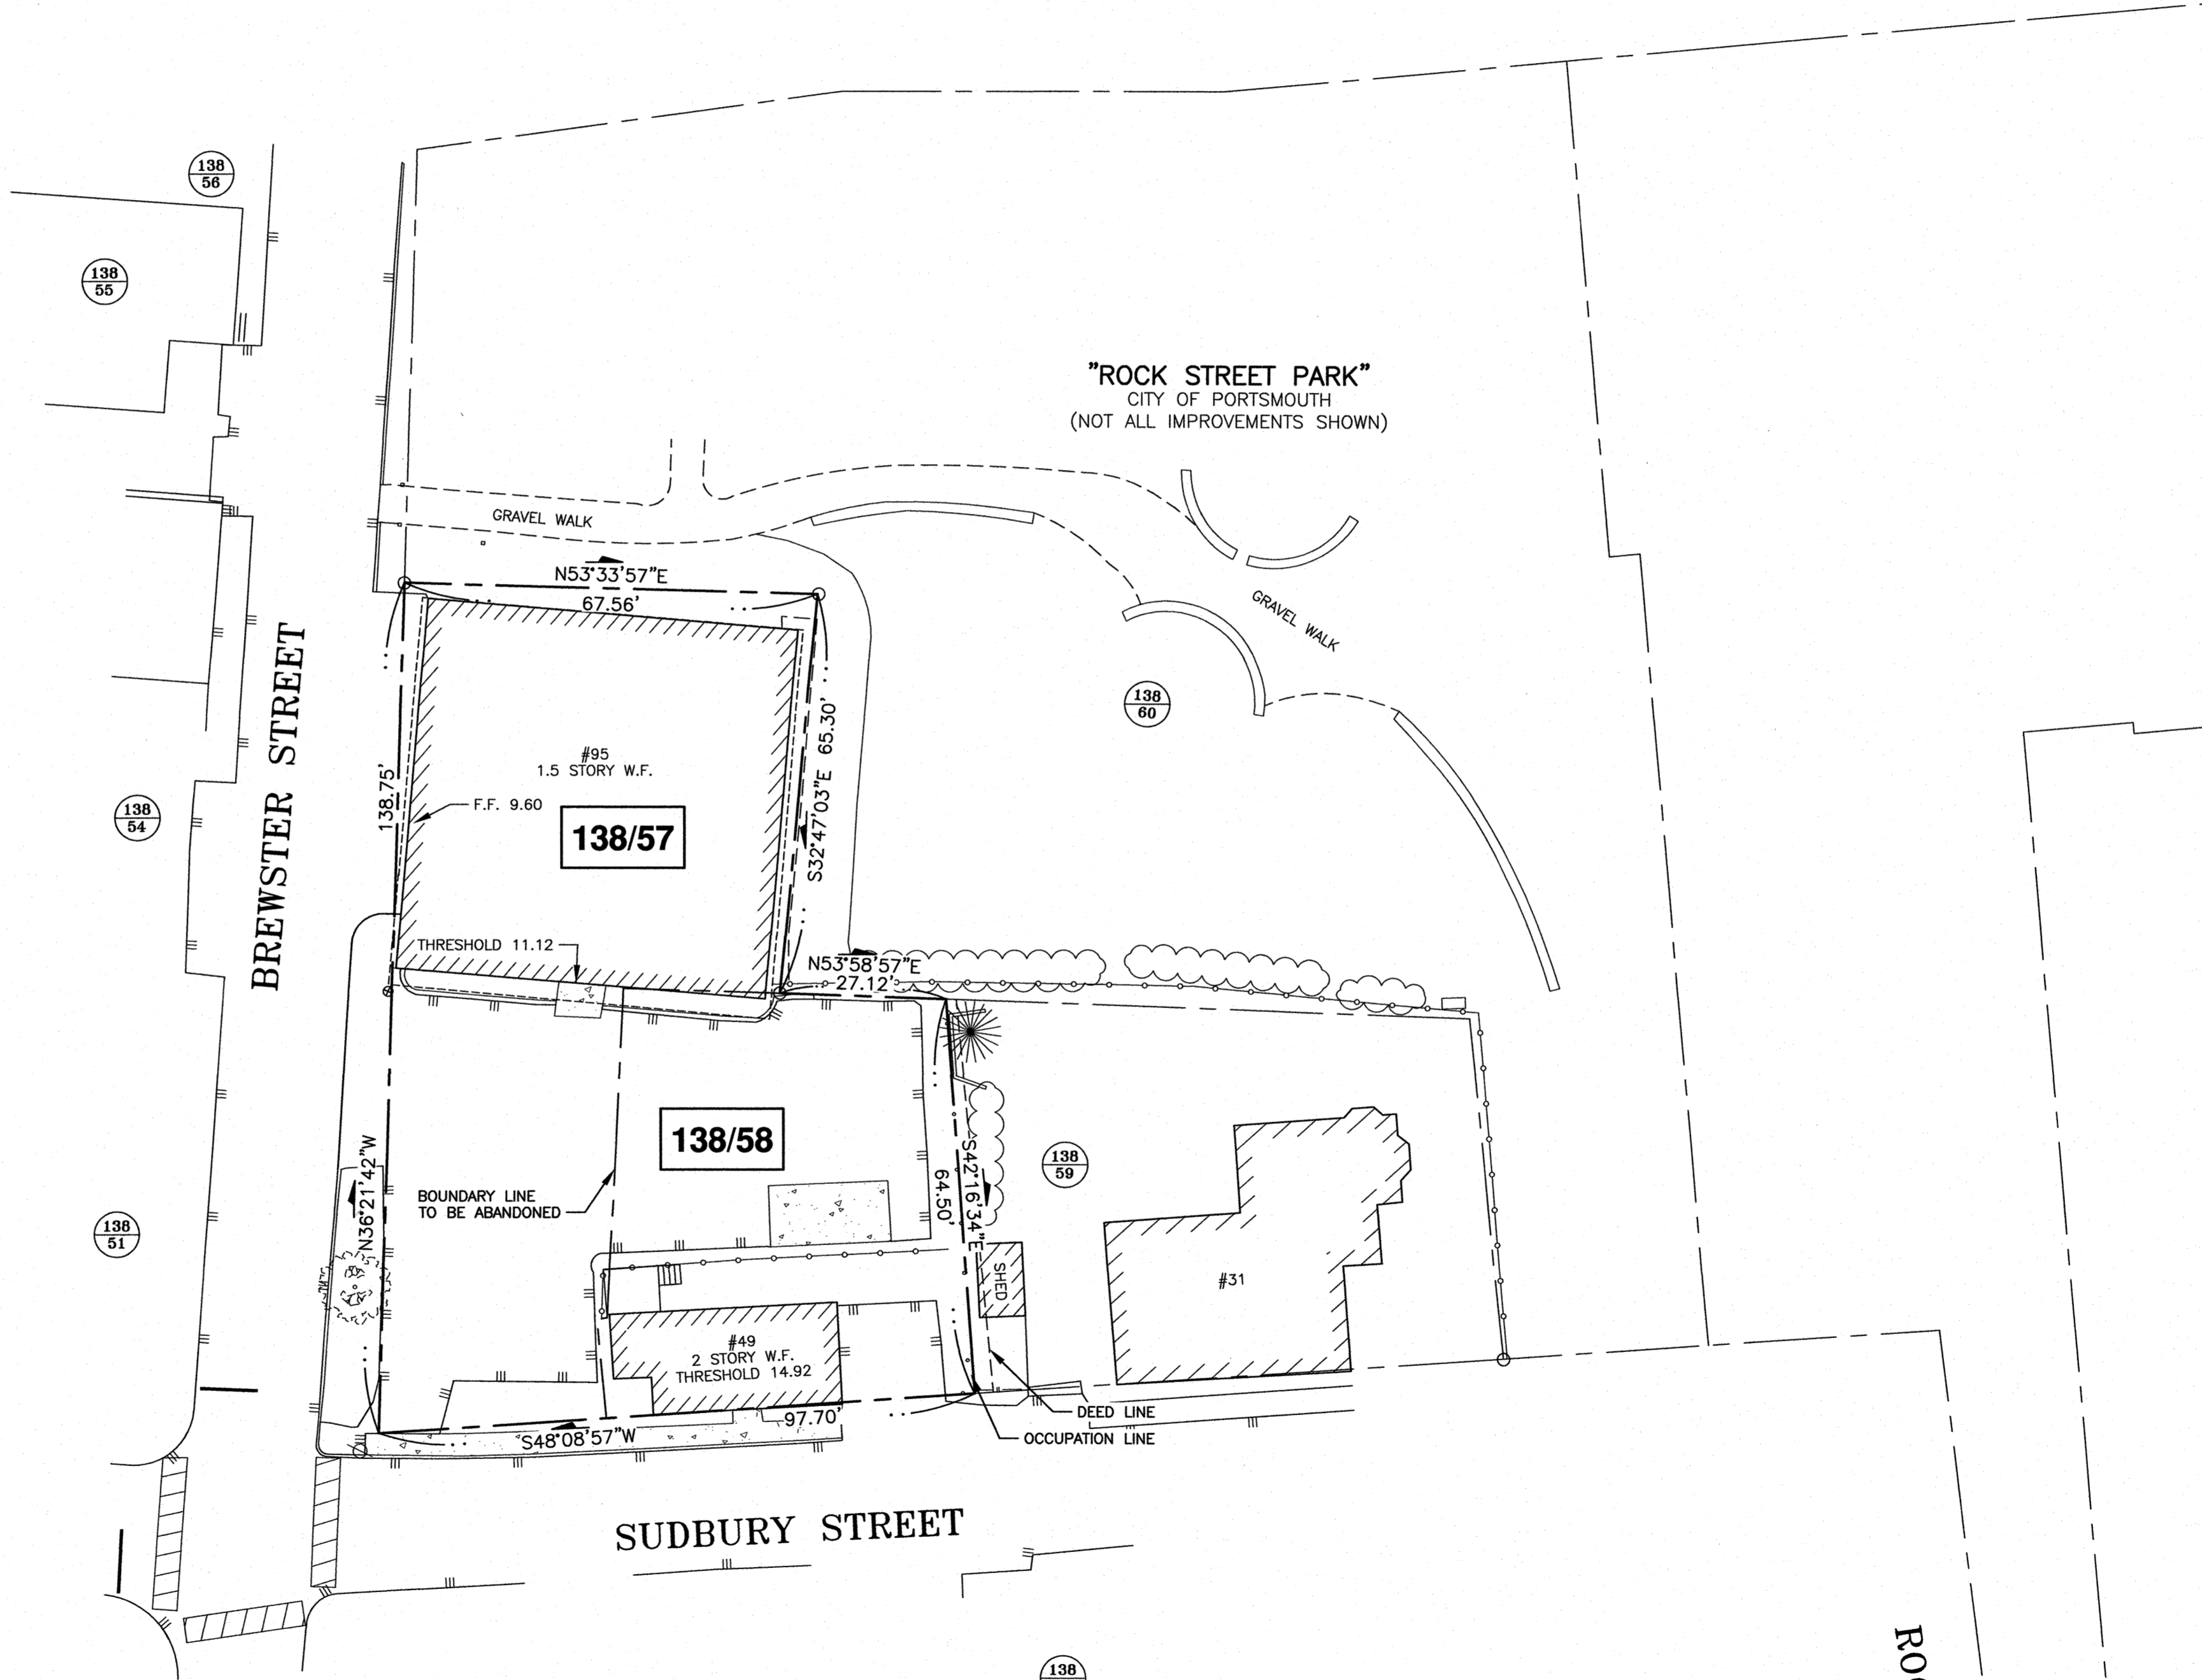 138
56
138
55
"ROCK STREET PARK"
CITY OF PORTSMOUTH
(NOT ALL IMPROVEMENTS SHOWN)
GRAVEL WALK
N53°33'57"E
67.56'
GRAVEL WALK
138
60
BREWSTER STREET
138.75'
#95
1.5 STORY W.F.
F.F. 9.60
138/57
S32°47'03"E 65.30'
138
54
THRESHOLD 11.12
N53°58'57"E
27.12'
138/58
N36°21'42"W
BOUNDARY LINE
TO BE ABANDONED
64.50'
S42°16'34"E
138
59
138
51
SHED
#31
#49
2 STORY W.F.
THRESHOLD 14.92
97.70'
S48°08'57"W
DEED LINE
OCCUPATION LINE
SUDBURY STREET
138